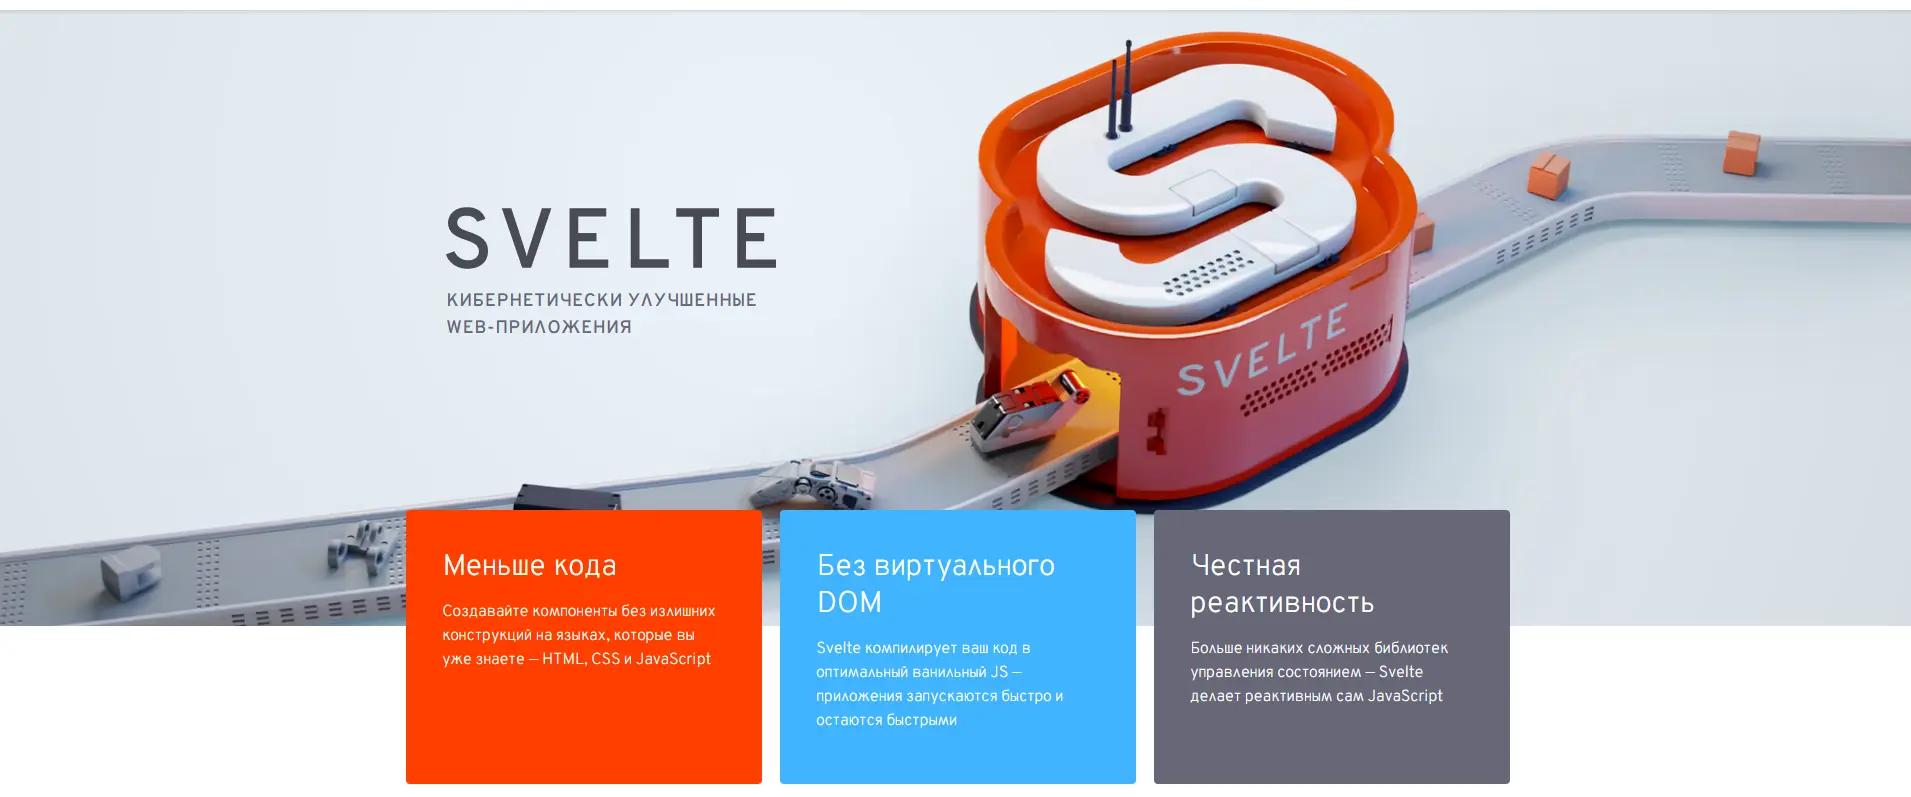 SVELTE
КИБЕРНЕТИЧЕСКИ УЛУЧШЕННЫЕ
WEB-ПРИЛОЖЕНИЯ
SVELTE
Меньше кода
Создавайте компоненты без излишних
конструкций на языках, которые вы
уже знаете — HTML, CSS и JavaScript
Без виртуального
DOM
Svelte компилирует ваш код в
оптимальный ванильный JS —
приложения запускаются быстро и
остаются быстрыми
Честная
реактивность
Больше никаких сложных библиотек
управления состоянием — Svelte
делает реактивным сам JavaScript